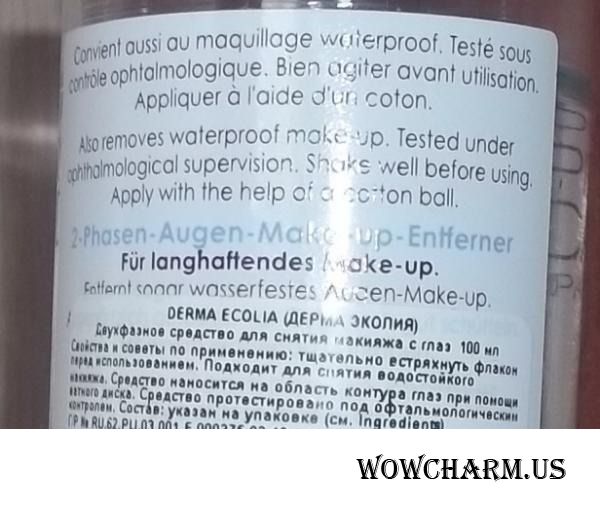 Convient aussi au maquillage waterproof. Testé sous
contrôle ophtalmologique. Bien agiter avant utilisation.
Appliquer à l'aide d'un coton.
Also removes waterproof make-up. Tested under
ophthalmological supervision. Shake well before using.
Apply with the help of a cotton ball.
2-Phasen-Augen-Make-up-Entferner
Für langhaftendes Make-up.
Entfernt sogar wasserfestes Augen-Make-up.
DERMA ECOLIA (ДЕРМА ЭКОЛИЯ)
Двухфазное средство для снятия макияжа с глаз 100 мл
Свойства и советы по применению: тщательно встряхнуть флакон
перед использованием. Подходит для снятия водостойкого
макияжа. Средство наносится на область контура глаз при помощи
ватного диска. Средство протестировано под офтальмологическим
контролем. Состав: указан на упаковке (см. Ingredients)
WOWCHARM.US